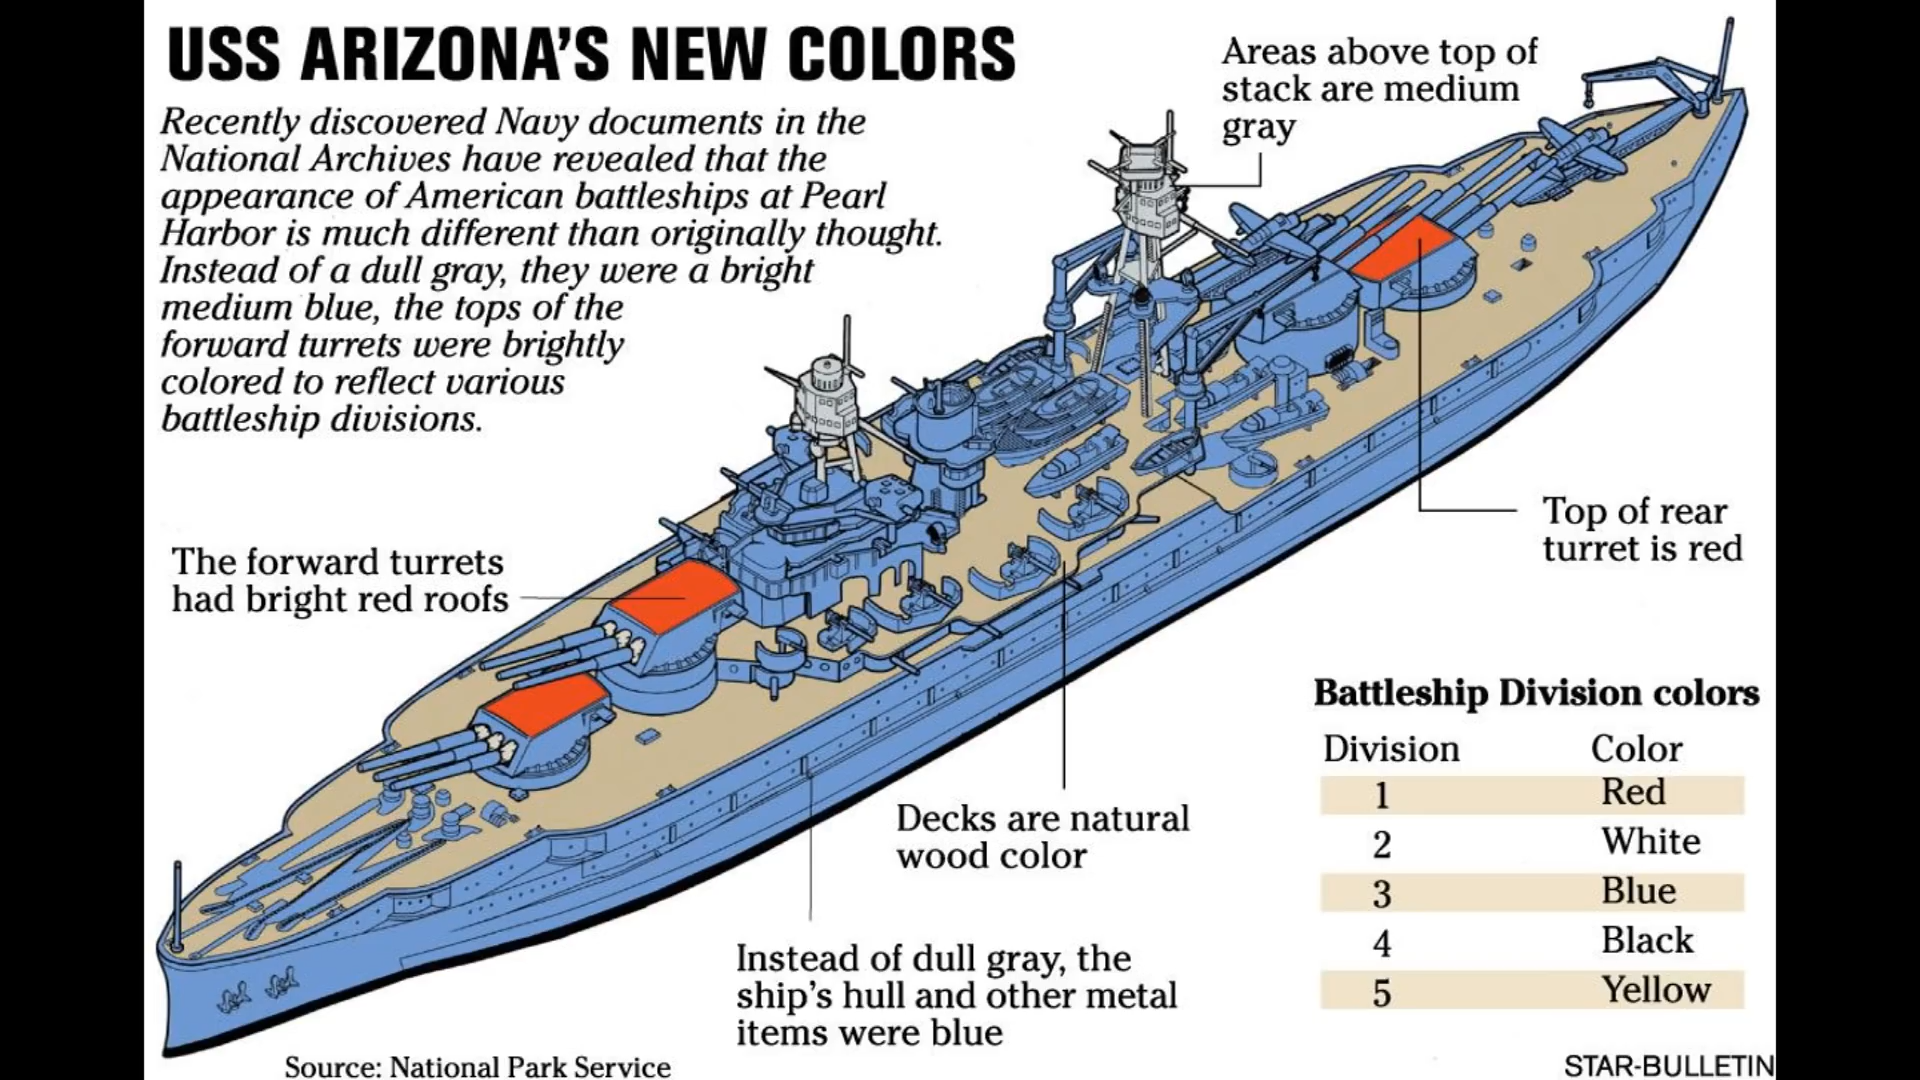 USS ARIZONA'S NEW COLORS
Recently discovered Navy documents in the
National Archives have revealed that the
appearance of American battleships at Pearl
Harbor is much different than originally thought.
Instead of a dull gray, they were a bright
medium blue, the tops of the
forward turrets were brightly
colored to reflect various
battleship divisions.
Areas above top of
stack are medium
gray
The forward turrets
had bright red roofs
Top of rear
turret is red
Decks are natural
wood color
Instead of dull gray, the
ship's hull and other metal
items were blue
Battleship Division colors
Division Color
1 Red
2 White
3 Blue
4 Black
5 Yellow
Source: National Park Service
STAR-BULLETIN